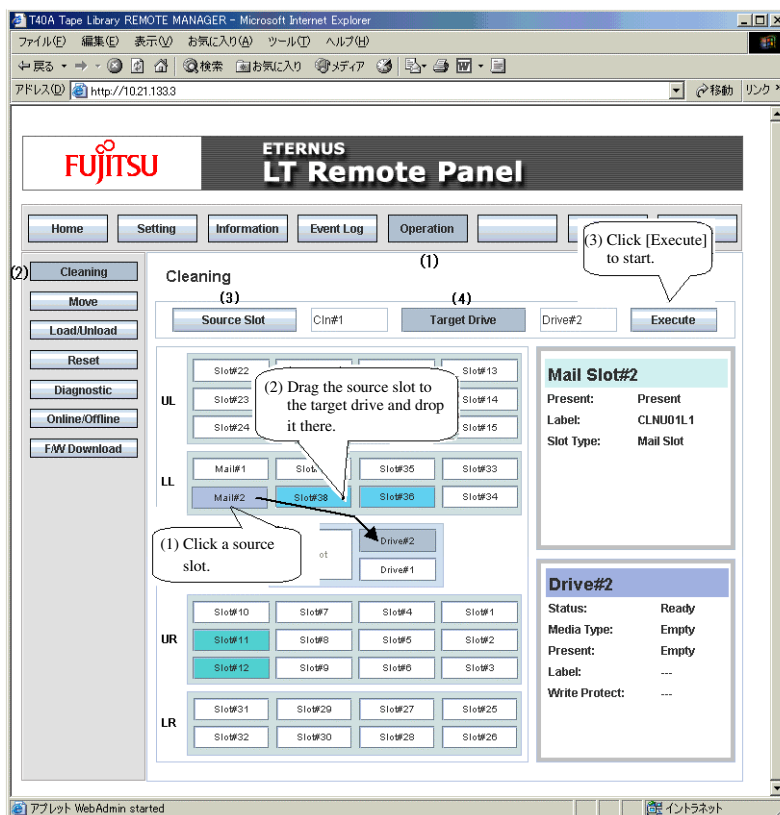 T40A Tape Library REMOTE MANAGER - Microsoft Internet Explorer
ファイル(F) 編集(E) 表示(V) お気に入り(A) ツール(T) ヘルプ(H)
戻る 検索 お気に入り メディア
アドレス(D) http://10.21.133.3 移動 リンク
FUJITSU
ETERNUS
LT Remote Panel
Home Setting Information Event Log Operation
(1)
(3) Click [Execute]
to start.
(2) Cleaning
Move
Load/Unload
Reset
Diagnostic
Online/Offline
F/W Download
Cleaning
(3) (4)
Source Slot Cln#1 Target Drive Drive#2 Execute
UL
Slot#22 Slot#13
Slot#23 Slot#14
Slot#24 Slot#15
(2) Drag the source slot to
the target drive and drop
it there.
LL
Mail#1 Slot#35 Slot#33
Mail#2 Slot#38 Slot#36 Slot#34
(1) Click a source
slot.
Drive#2
Drive#1
UR
Slot#10 Slot#7 Slot#4 Slot#1
Slot#11 Slot#8 Slot#5 Slot#2
Slot#12 Slot#9 Slot#6 Slot#3
LR
Slot#31 Slot#29 Slot#27 Slot#25
Slot#32 Slot#30 Slot#28 Slot#26
Mail Slot#2
Present: Present
Label: CLNU01L1
Slot Type: Mail Slot
Drive#2
Status: Ready
Media Type: Empty
Present: Empty
Label: ---
Write Protect: ---
アプレット WebAdmin started イントラネット